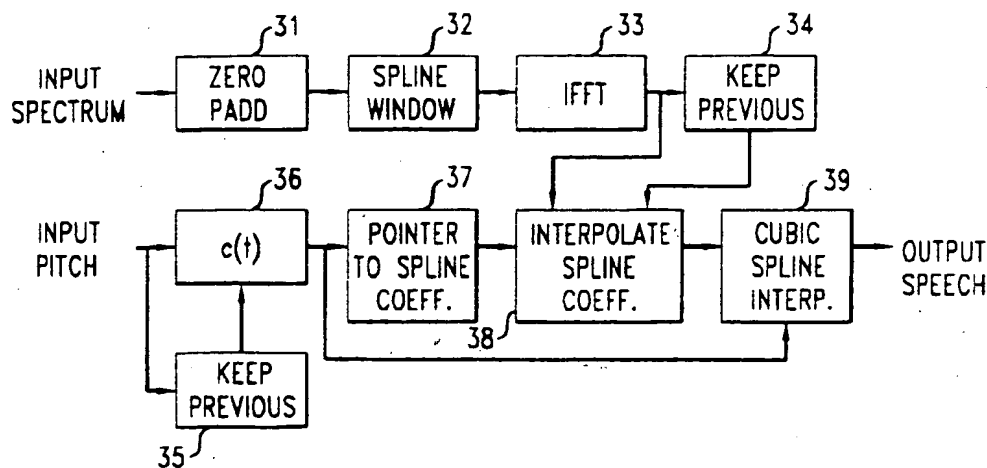 31
32
33
34
INPUT
SPECTRUM
ZERO
PADD
SPLINE
WINDOW
IFFT
KEEP
PREVIOUS
36
37
39
INPUT
PITCH
c(t)
POINTER
TO SPLINE
COEFF.
INTERPOLATE
SPLINE
COEFF.
CUBIC
SPLINE
INTERP.
OUTPUT
SPEECH
38
KEEP
PREVIOUS
35